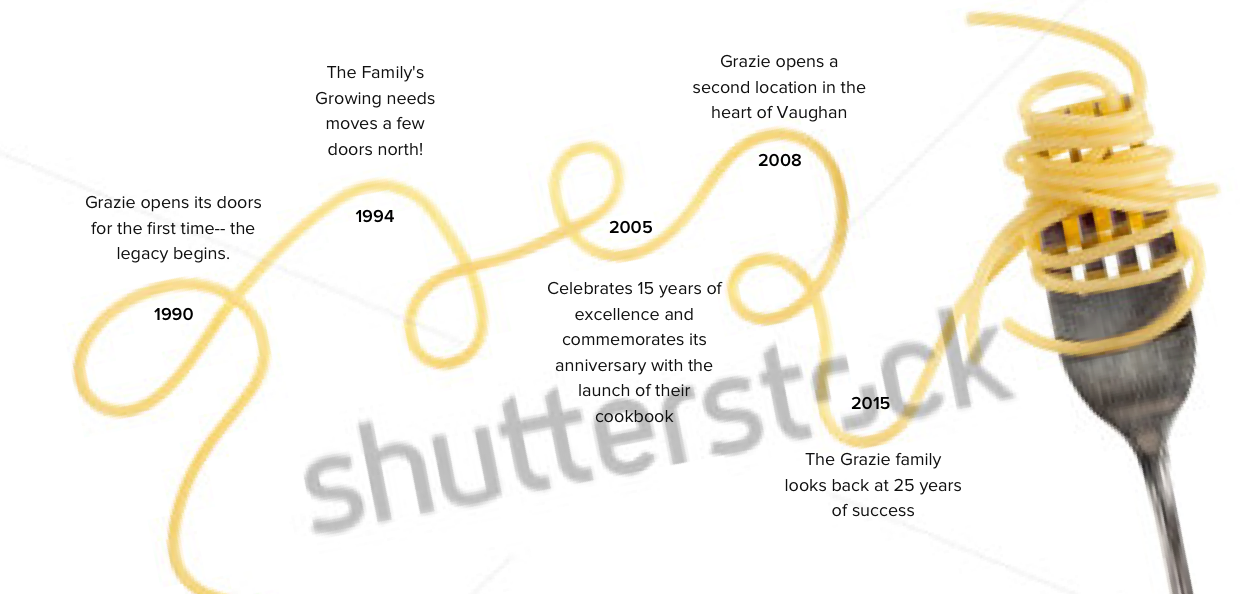 Grazie opens its doors
for the first time-- the
legacy begins.
1990
The Family's
Growing needs
moves a few
doors north!
1994
2005
Celebrates 15 years of
excellence and
commemorates its
anniversary with the
launch of their
cookbook
Grazie opens a
second location in the
heart of Vaughan
2008
2015
The Grazie family
looks back at 25 years
of success
shutterstock